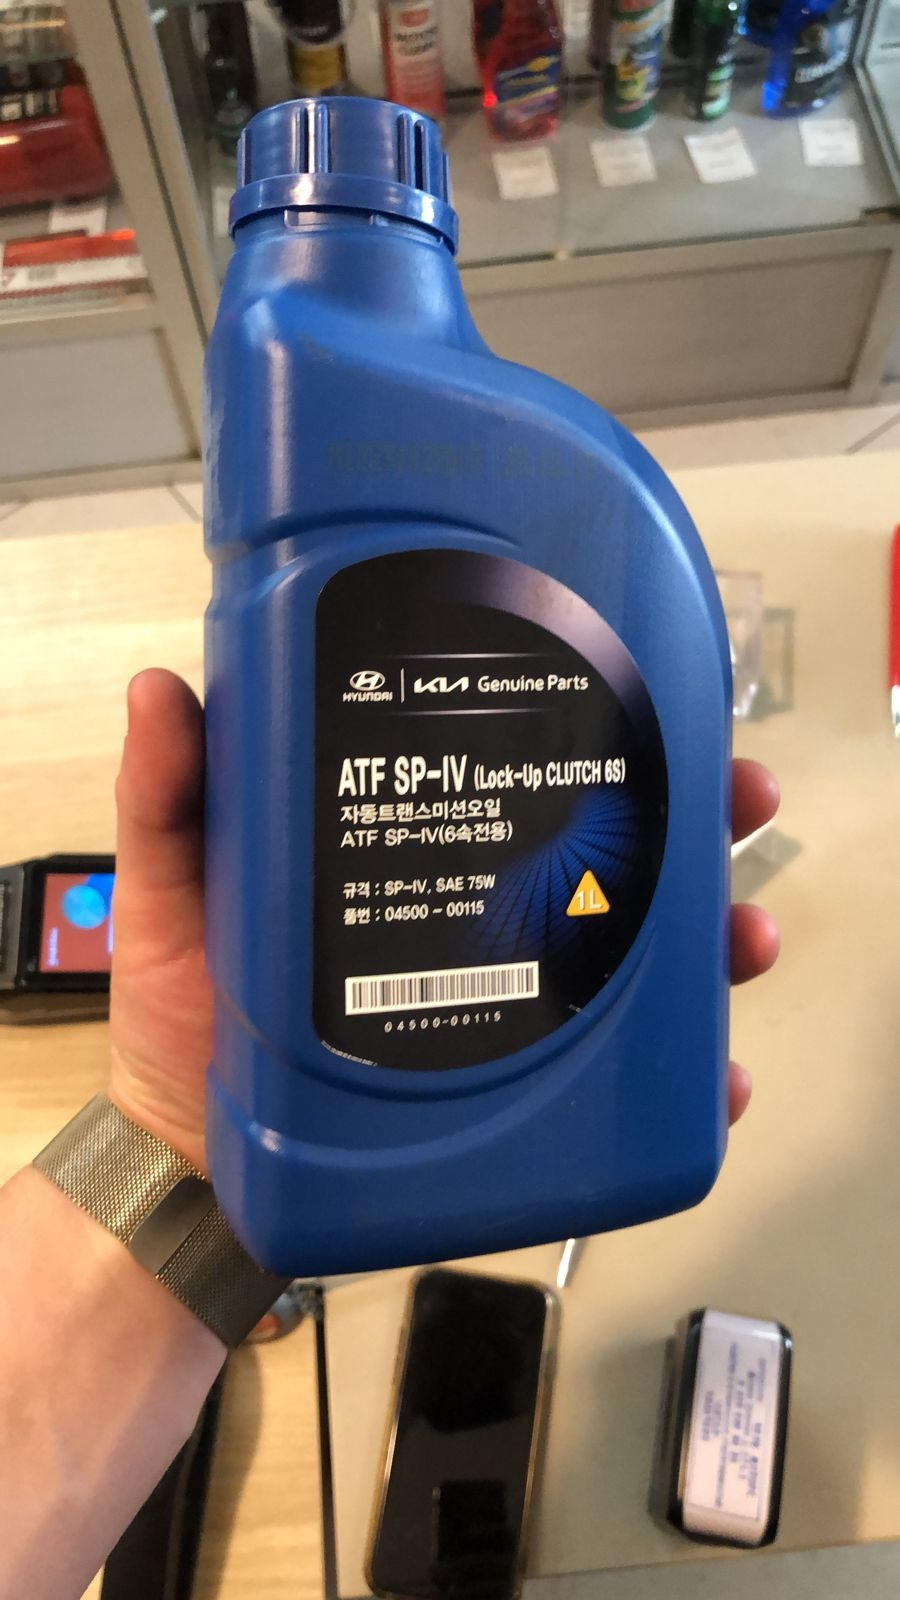 HYUNDAI | KIA Genuine Parts
ATF SP-IV (Lock-Up CLUTCH 6S)
자동트랜스미션오일
ATF SP-IV(6속전용)
규격 : SP-IV, SAE 75W
품번 : 04500 - 00115
1L
04500-00115